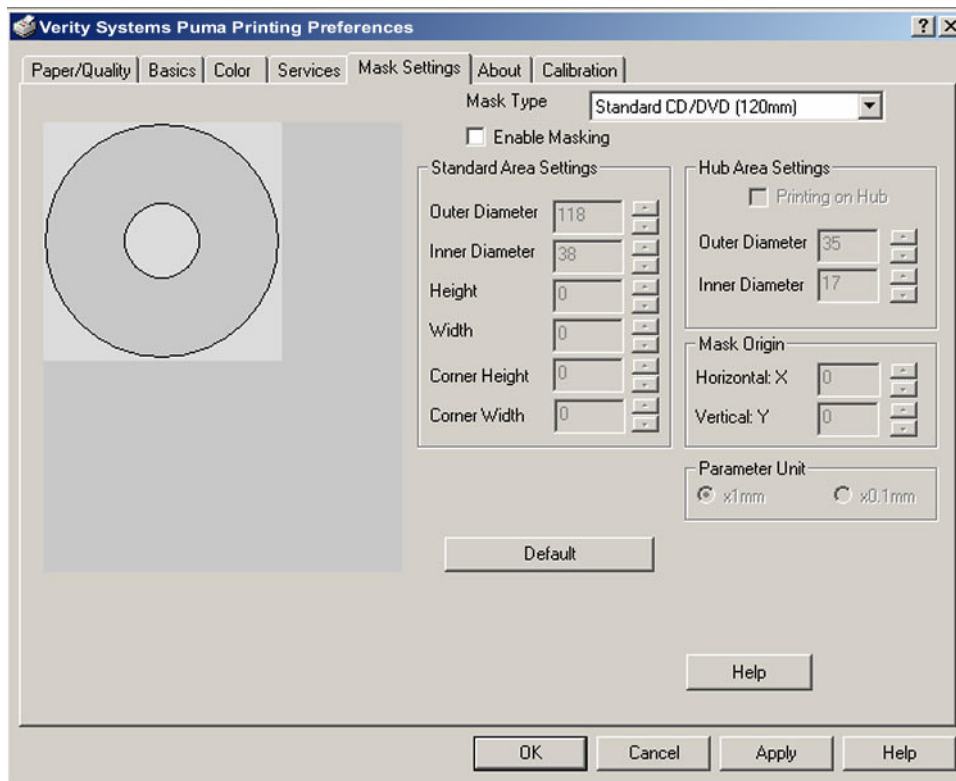 Verity Systems Puma Printing Preferences
Paper/Quality Basics Color Services Mask Settings About Calibration
Mask Type Standard CD/DVD (120mm)
Enable Masking
Standard Area Settings
Outer Diameter 118
Inner Diameter 38
Height 0
Width 0
Corner Height 0
Corner Width 0
Hub Area Settings
Printing on Hub
Outer Diameter 35
Inner Diameter 17
Mask Origin
Horizontal: X 0
Vertical: Y 0
Parameter Unit
x1mm x0.1mm
Default
Help
OK Cancel Apply Help